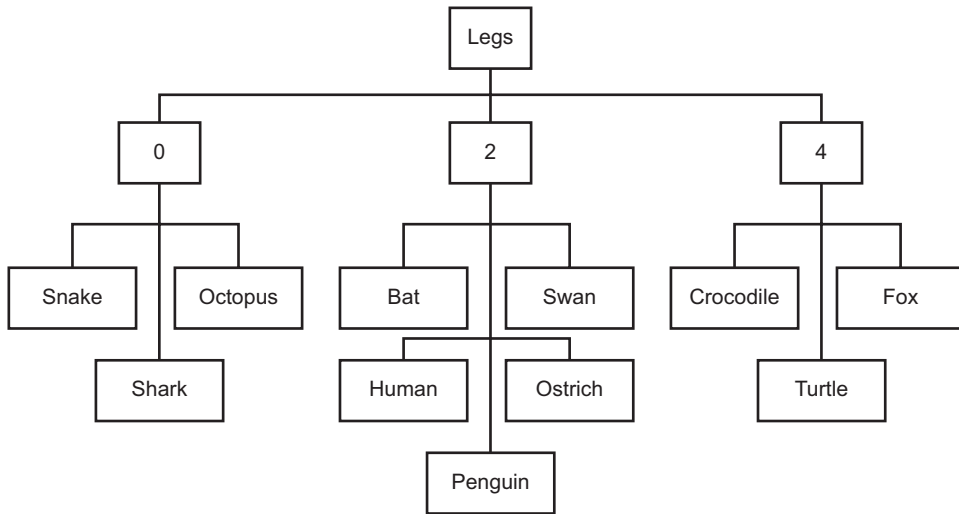 Legs
0
2
4
Snake
Octopus
Bat
Swan
Crocodile
Fox
Shark
Human
Ostrich
Turtle
Penguin